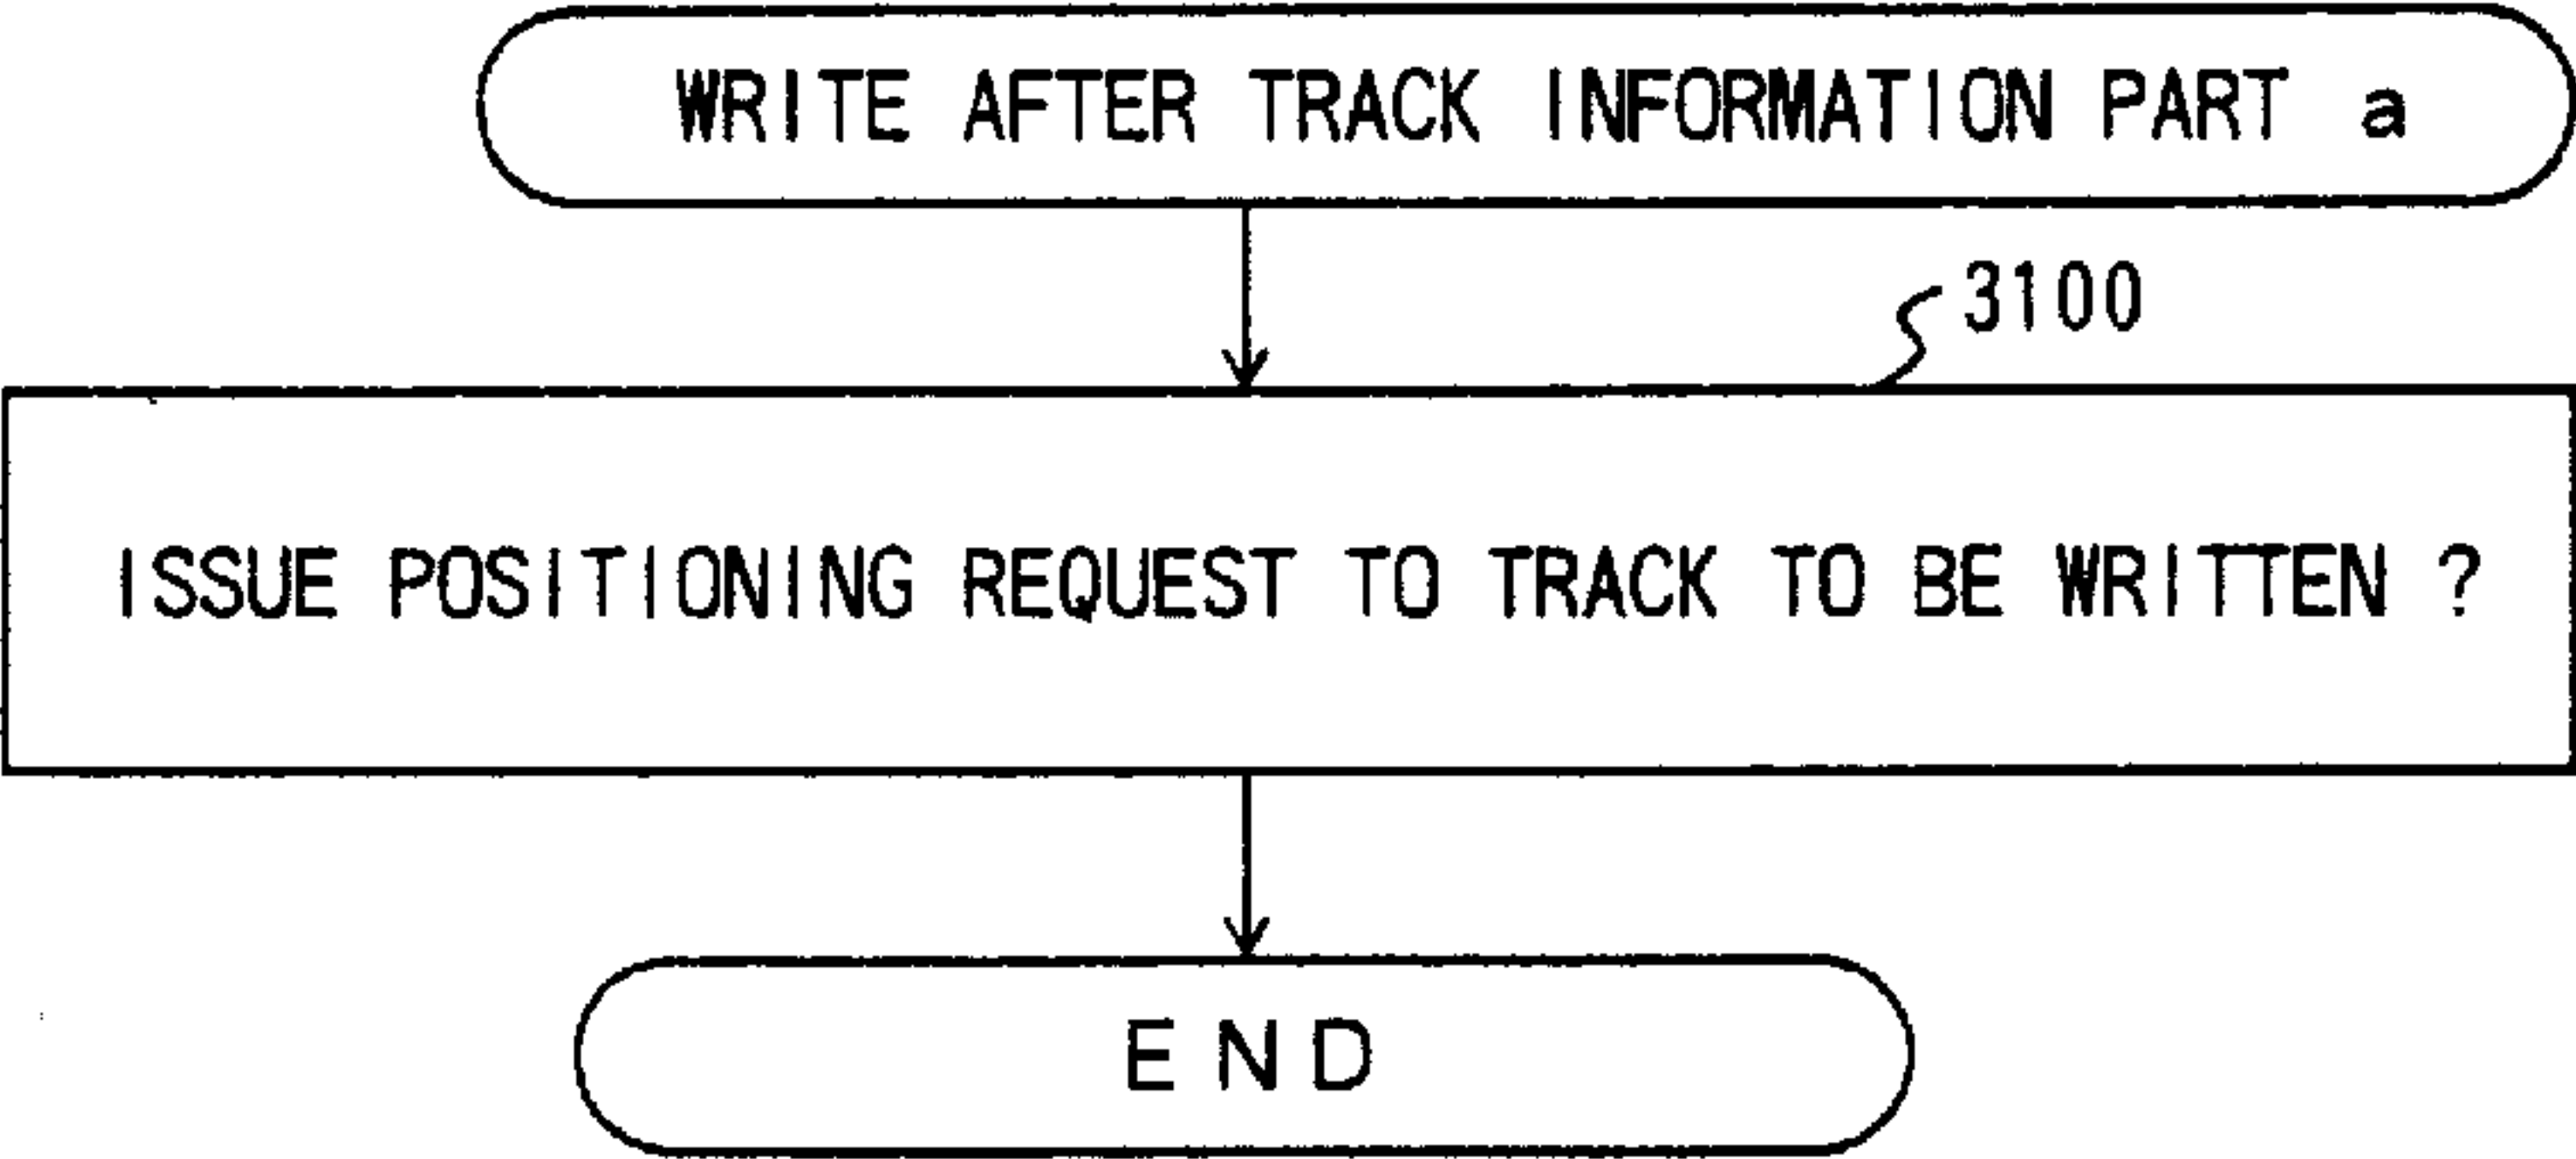 WRITE AFTER TRACK INFORMATION PART a
3100
ISSUE POSITIONING REQUEST TO TRACK TO BE WRITTEN ?
END